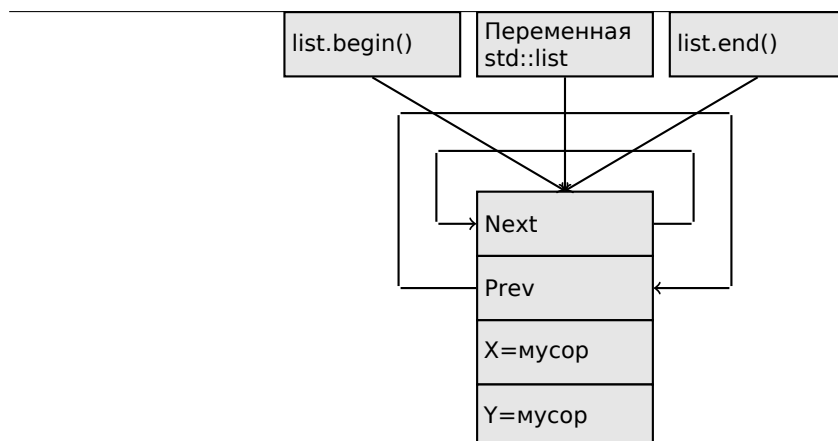 list.begin()
Переменная
std::list
list.end()
Next
Prev
X=мусор
Y=мусор